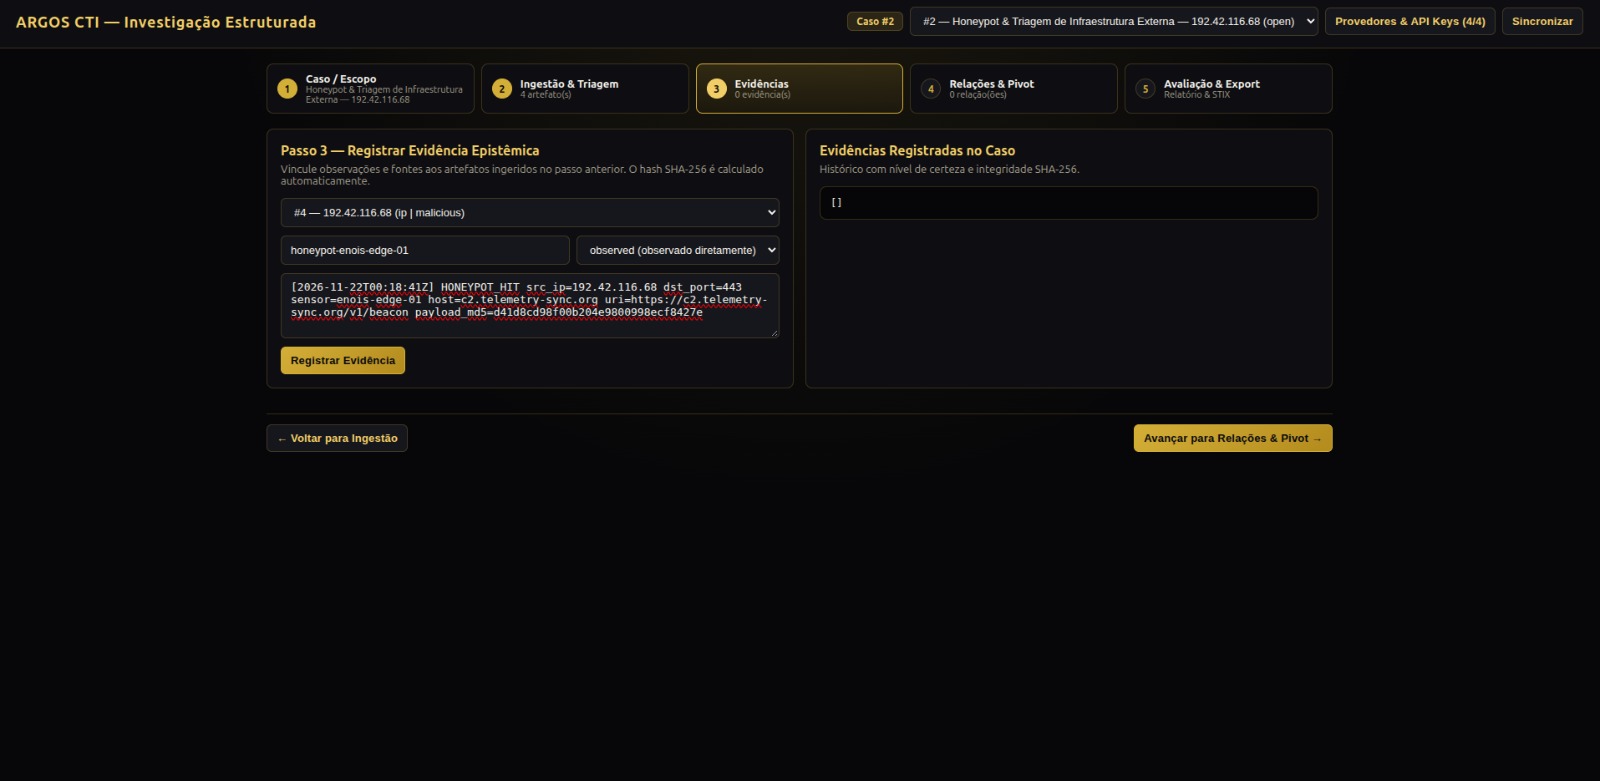 ARGOS CTI — Investigação Estruturada
Caso #2
#2 — Honeypot & Triagem de Infraestrutura Externa — 192.42.116.68 (open)
Provedores & API Keys (4/4)
Sincronizar
1
Caso / Escopo
Honeypot & Triagem de Infraestrutura
Externa — 192.42.116.68
2
Ingestão & Triagem
4 artefato(s)
3
Evidências
0 evidência(s)
4
Relações & Pivot
0 relação(ões)
5
Avaliação & Export
Relatório & STIX
Passo 3 — Registrar Evidência Epistêmica
Vincule observações e fontes aos artefatos ingeridos no passo anterior. O hash SHA-256 é calculado
automaticamente.
#4 — 192.42.116.68 (ip | malicious)
honeypot-enois-edge-01
observed (observado diretamente)
[2026-11-22T00:18:41Z] HONEYPOT_HIT src_ip=192.42.116.68 dst_port=443
sensor=enois-edge-01 host=c2.telemetry-sync.org uri=https://c2.telemetry-
sync.org/v1/beacon payload_md5=d41d8cd98f00b204e9800998ecf8427e
Registrar Evidência
Evidências Registradas no Caso
Histórico com nível de certeza e integridade SHA-256.
[]
← Voltar para Ingestão
Avançar para Relações & Pivot →